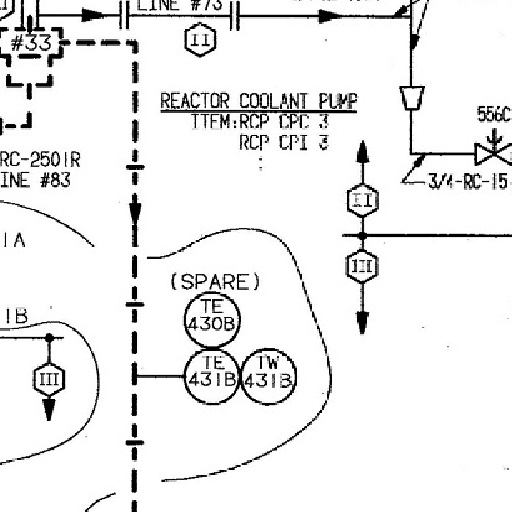 LINE #73
II
#33
REACTOR COOLANT PUMP
ITEM:RCP CPC 3
RCP CPI 3
556C
RC-2501R
INE #83
3/4-RC-15
II
III
1A
(SPARE)
TE
430B
1B
TE
431B
TW
431B
III